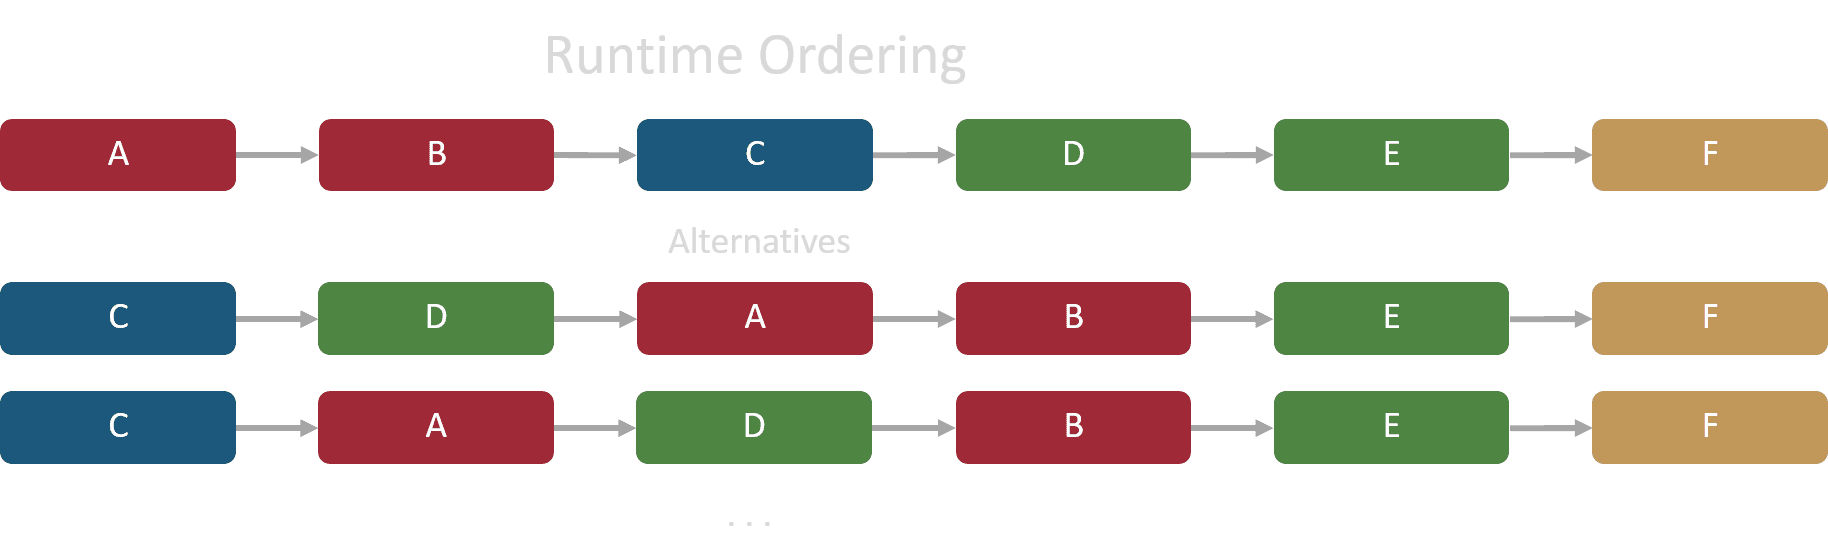 Runtime Ordering
A B C D E F
Alternatives
C D A B E F
C A D B E F
...